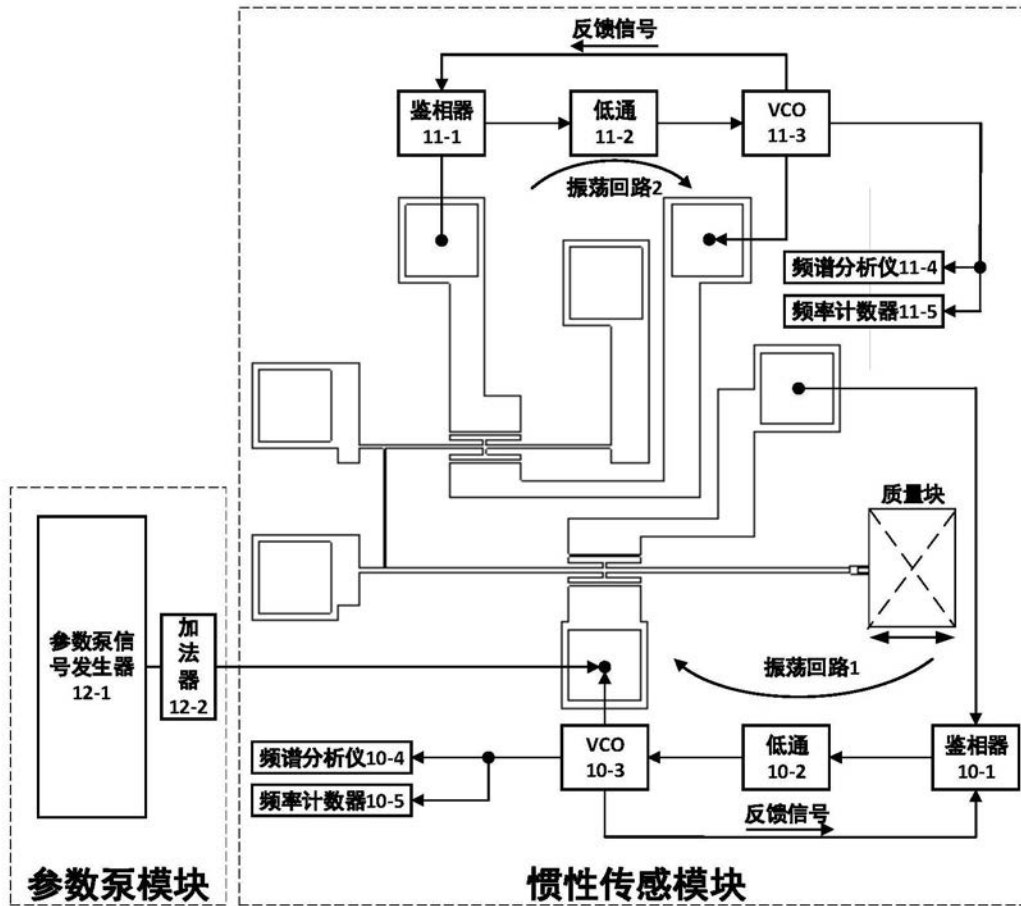 反馈信号
鉴相器
11-1
低通
11-2
VCO
11-3
振荡回路2
频谱分析仪11-4
频率计数器11-5
质量块
参数泵信
号发生器
12-1
加
法
器
12-2
振荡回路1
频谱分析仪10-4
频率计数器10-5
VCO
10-3
低通
10-2
鉴相器
10-1
反馈信号
参数泵模块
惯性传感模块